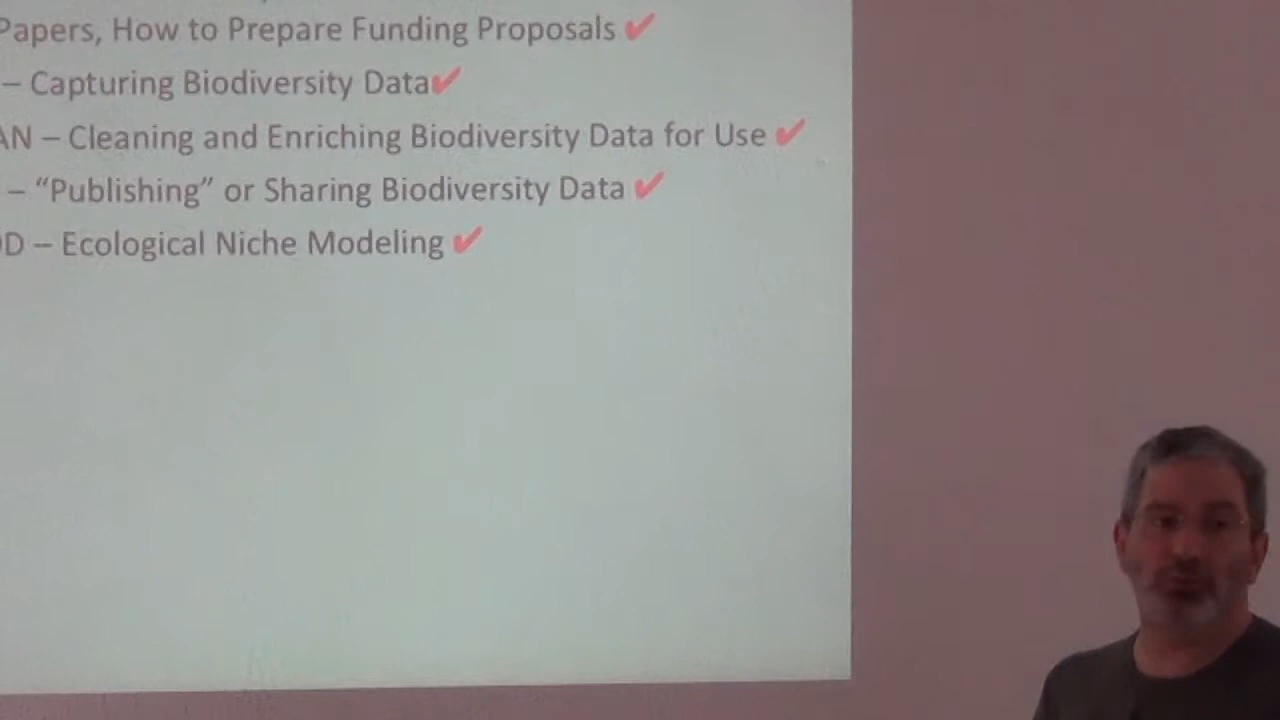 Papers, How to Prepare Funding Proposals ✔
– Capturing Biodiversity Data✔
AN – Cleaning and Enriching Biodiversity Data for Use ✔
– “Publishing” or Sharing Biodiversity Data ✔
D – Ecological Niche Modeling ✔